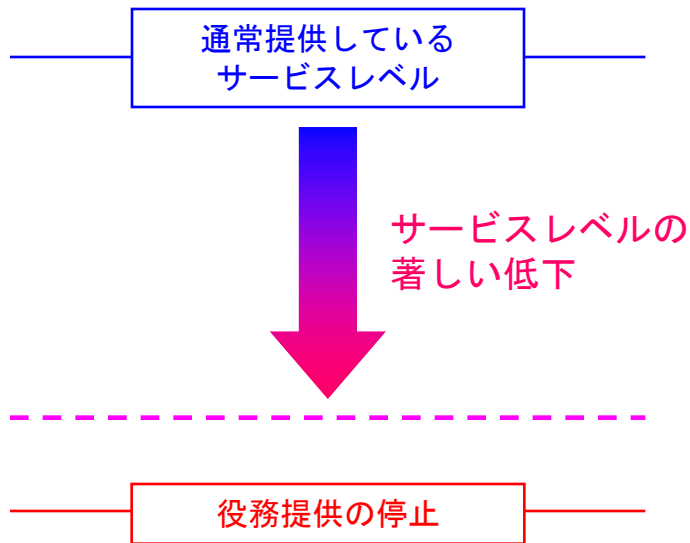 通常提供している
サービスレベル
サービスレベルの
著しい低下
役務提供の停止